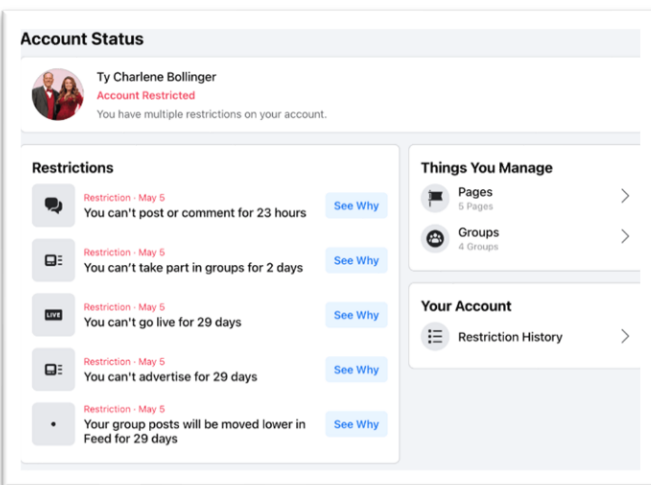 Account Status
Ty Charlene Bollinger
Account Restricted
You have multiple restrictions on your account.
Restrictions
Restriction · May 5
You can't post or comment for 23 hours
See Why
Restriction · May 5
You can't take part in groups for 2 days
See Why
LIVE
Restriction · May 5
You can't go live for 29 days
See Why
Restriction · May 5
You can't advertise for 29 days
See Why
Restriction · May 5
Your group posts will be moved lower in
Feed for 29 days
See Why
Things You Manage
Pages
5 Pages
Groups
4 Groups
Your Account
Restriction History